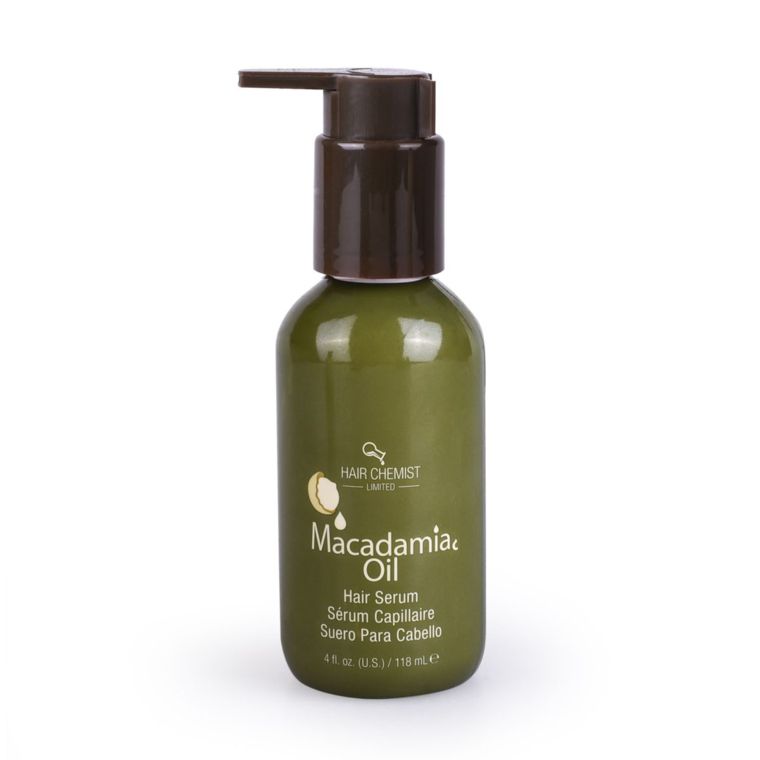 HAIR CHEMIST
LIMITED
Macadamia
Oil
Hair Serum
Sérum Capillaire
Suero Para Cabello
4 fl. oz. (U.S.) / 118 mL ℮